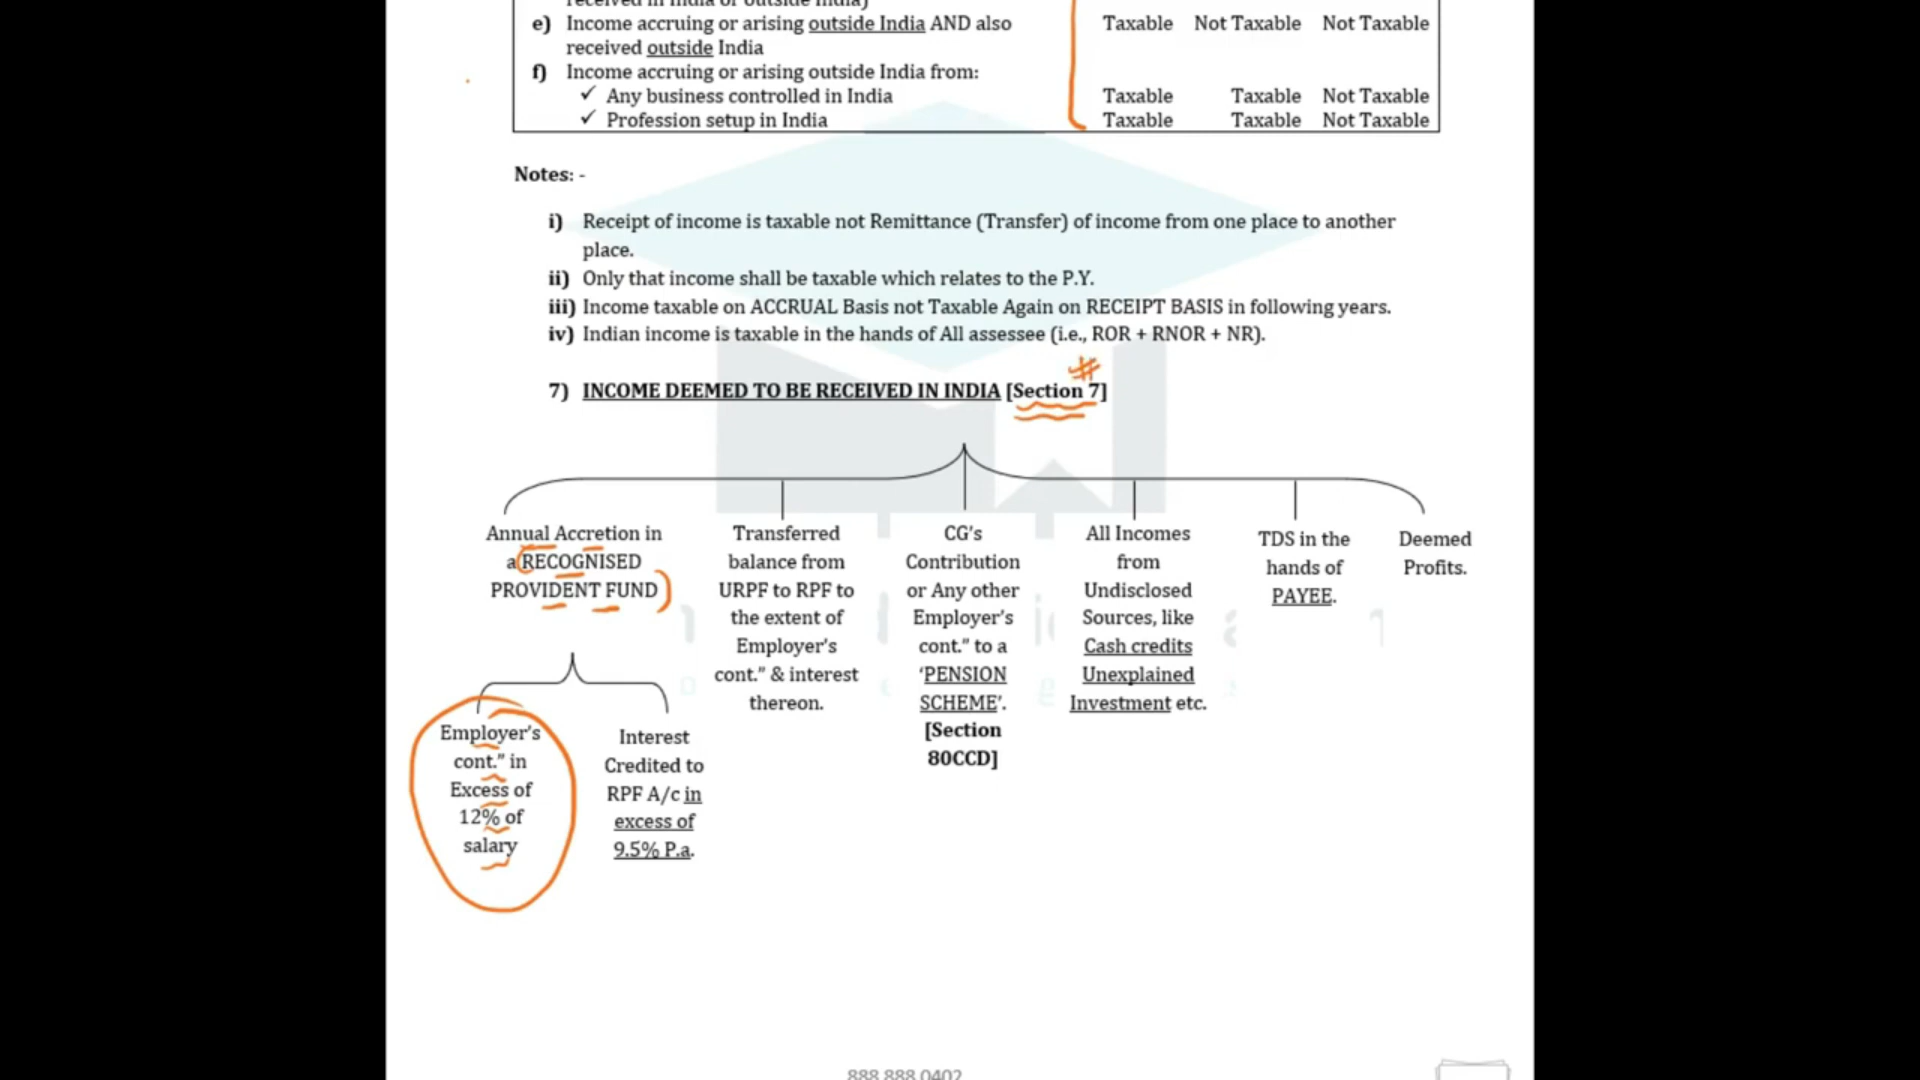 received in India or outside India)
e) Income accruing or arising outside India AND also Taxable Not Taxable Not Taxable
received outside India
f) Income accruing or arising outside India from:
✓ Any business controlled in India Taxable Taxable Not Taxable
✓ Profession setup in India Taxable Taxable Not Taxable
Notes: -
i) Receipt of income is taxable not Remittance (Transfer) of income from one place to another
place.
ii) Only that income shall be taxable which relates to the P.Y.
iii) Income taxable on ACCRUAL Basis not Taxable Again on RECEIPT BASIS in following years.
iv) Indian income is taxable in the hands of All assessee (i.e., ROR + RNOR + NR).
#
7) INCOME DEEMED TO BE RECEIVED IN INDIA [Section 7]
Annual Accretion in
a RECOGNISED
PROVIDENT FUND
Employer's
cont.” in
Excess of
12% of
salary
Interest
Credited to
RPF A/c in
excess of
9.5% P.a.
Transferred
balance from
URPF to RPF to
the extent of
Employer's
cont.” & interest
thereon.
CG's
Contribution
or Any other
Employer's
cont.” to a
‘PENSION
SCHEME’.
[Section
80CCD]
All Incomes
from
Undisclosed
Sources, like
Cash credits
Unexplained
Investment etc.
TDS in the
hands of
PAYEE.
Deemed
Profits.
888 888 0402